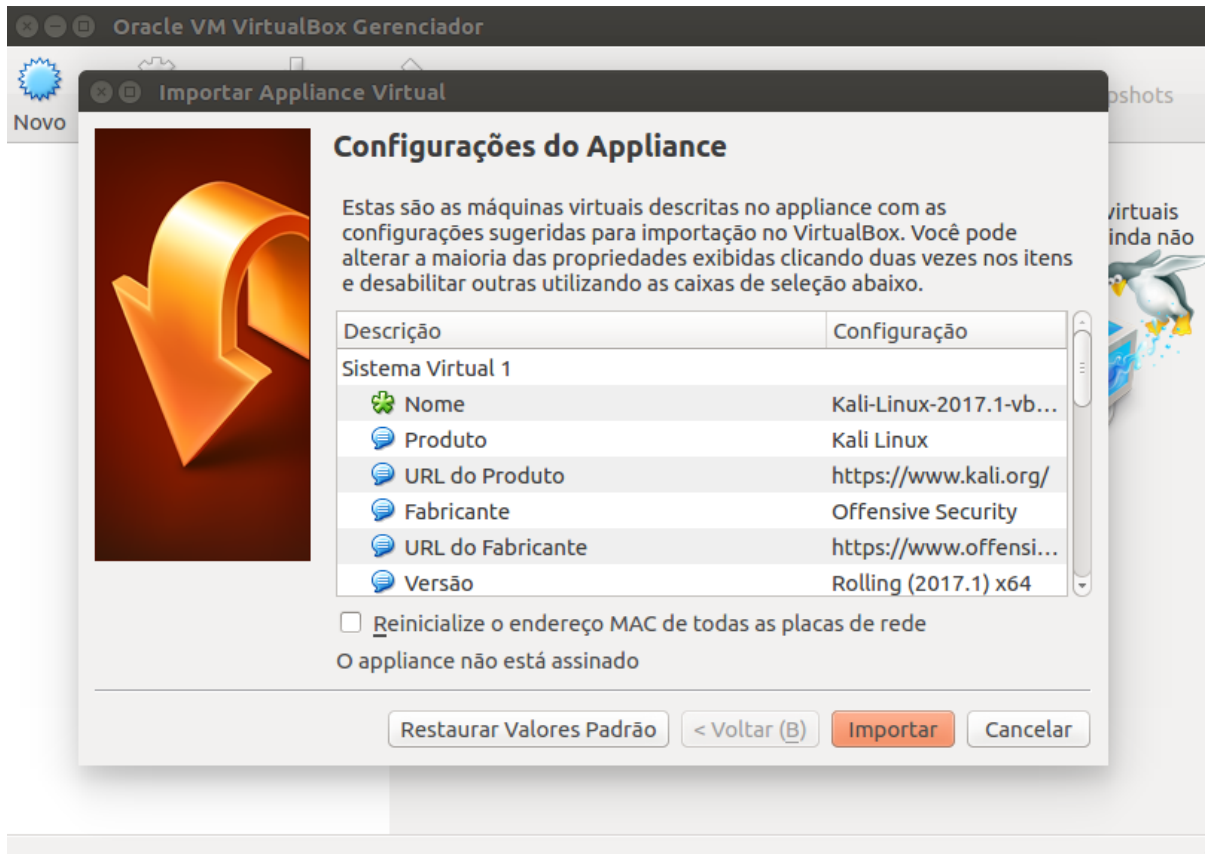 Oracle VM VirtualBox Gerenciador
Novo
Importar Appliance Virtual
pshots
Configurações do Appliance
Estas são as máquinas virtuais descritas no appliance com as
configurações sugeridas para importação no VirtualBox. Você pode
alterar a maioria das propriedades exibidas clicando duas vezes nos itens
e desabilitar outras utilizando as caixas de seleção abaixo.
virtuais
inda não
Descrição Configuração
Sistema Virtual 1
Nome Kali-Linux-2017.1-vb...
Produto Kali Linux
URL do Produto https://www.kali.org/
Fabricante Offensive Security
URL do Fabricante https://www.offensi...
Versão Rolling (2017.1) x64
Reinicialize o endereço MAC de todas as placas de rede
O appliance não está assinado
Restaurar Valores Padrão < Voltar (B) Importar Cancelar